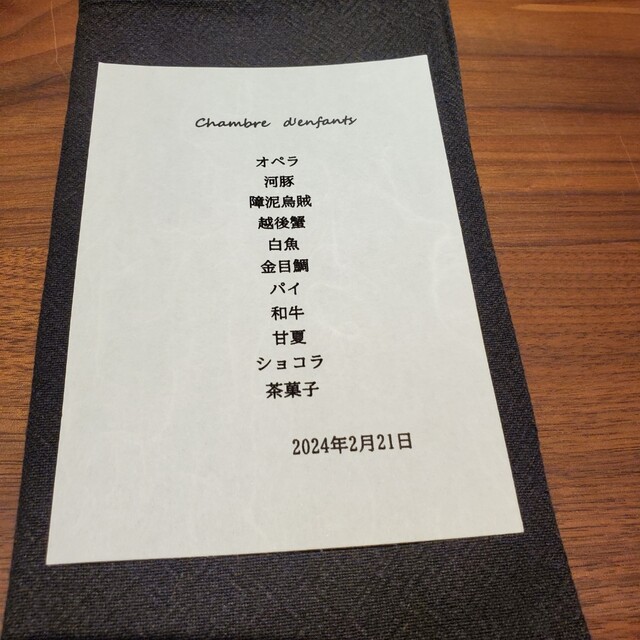 Chambre d'enfants
オペラ
河豚
障泥烏賊
越後蟹
白魚
金目鯛
パイ
和牛
甘夏
ショコラ
茶菓子
2024年2月21日